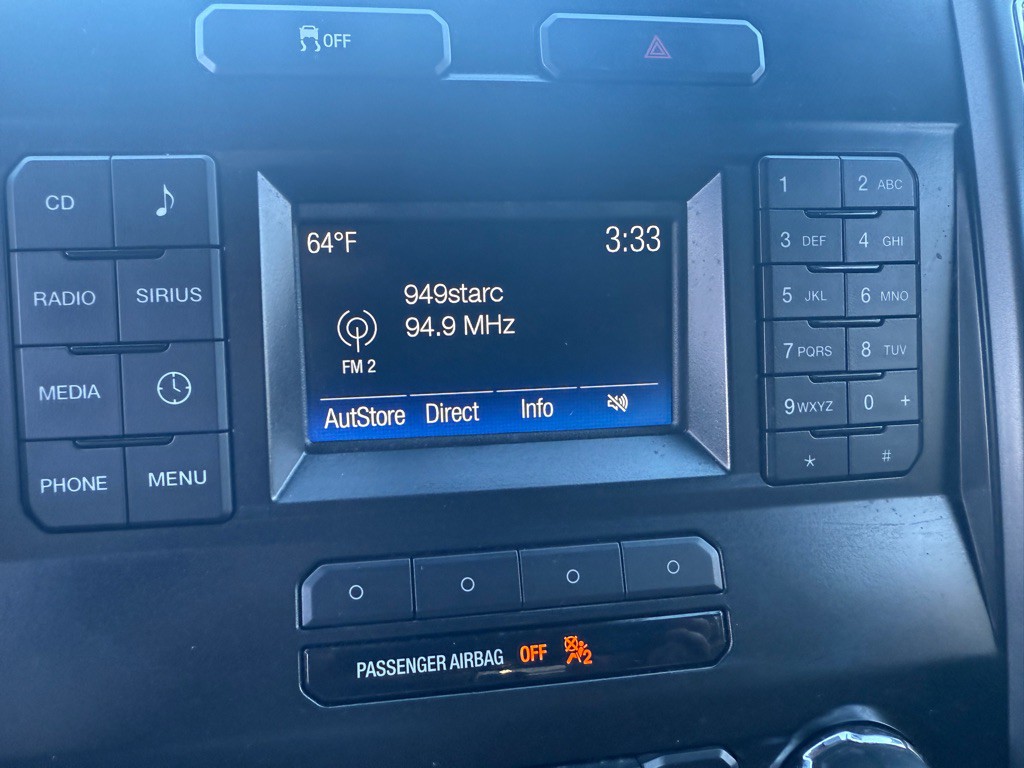 OFF
64°F 3:33
949starc
94.9 MHz
FM 2
AutoStore Direct Info
CD
RADIO SIRIUS
MEDIA
PHONE MENU
1 2 ABC
3 DEF 4 GHI
5 JKL 6 MNO
7 PQRS 8 TUV
9 WXYZ 0 +
* #
PASSENGER AIRBAG OFF 2